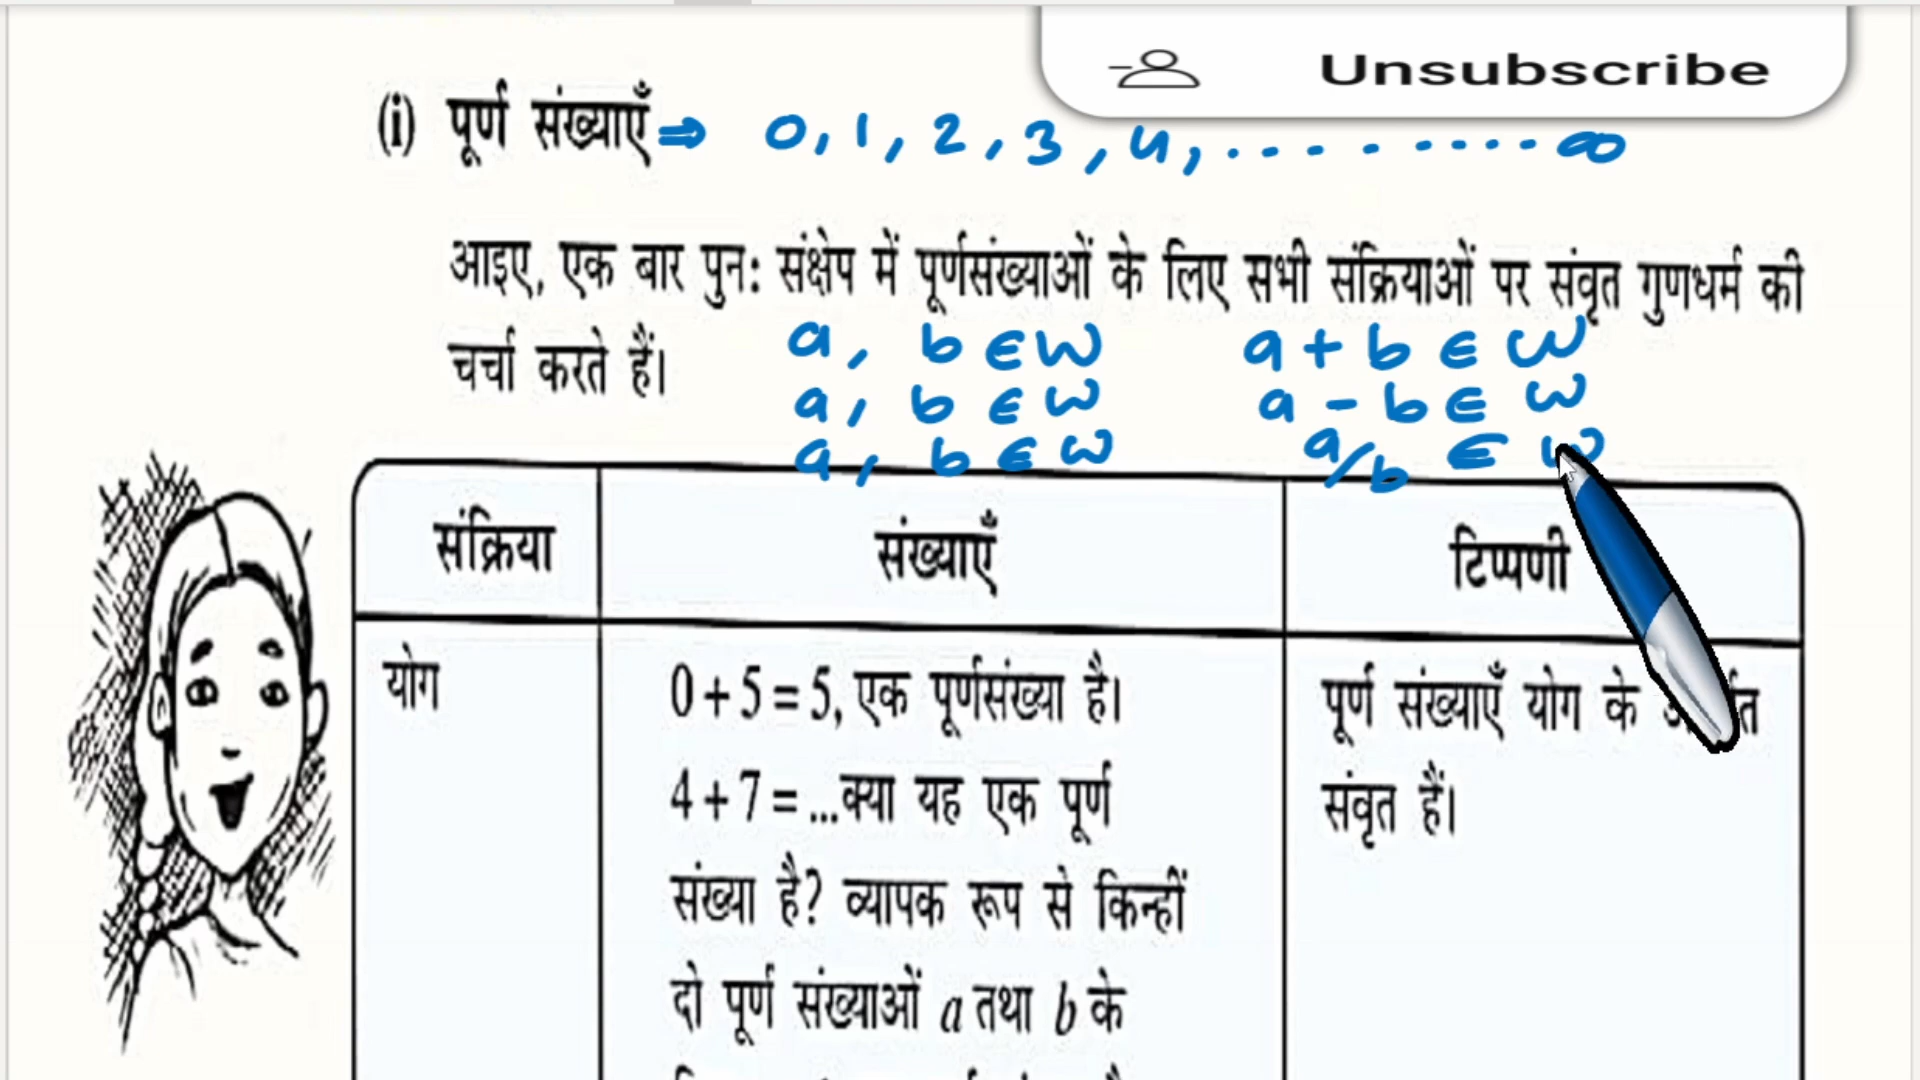 Unsubscribe
(i) पूर्ण संख्याएँ ⇒ 0, 1, 2, 3, 4, ......... ∞
आइए, एक बार पुनः संक्षेप में पूर्णसंख्याओं के लिए सभी संक्रियाओं पर संवृत गुणधर्म की
चर्चा करते हैं।
a, b ∈ W a + b ∈ W
a, b ∈ W a - b ∈ W
a, b ∈ W a/b ∈ W
संक्रिया संख्याएँ टिप्पणी
योग 0 + 5 = 5, एक पूर्णसंख्या है। पूर्ण संख्याएँ योग के
4 + 7 = ...क्या यह एक पूर्ण संवृत हैं।
संख्या है? व्यापक रूप से किन्हीं
दो पूर्ण संख्याओं a तथा b के